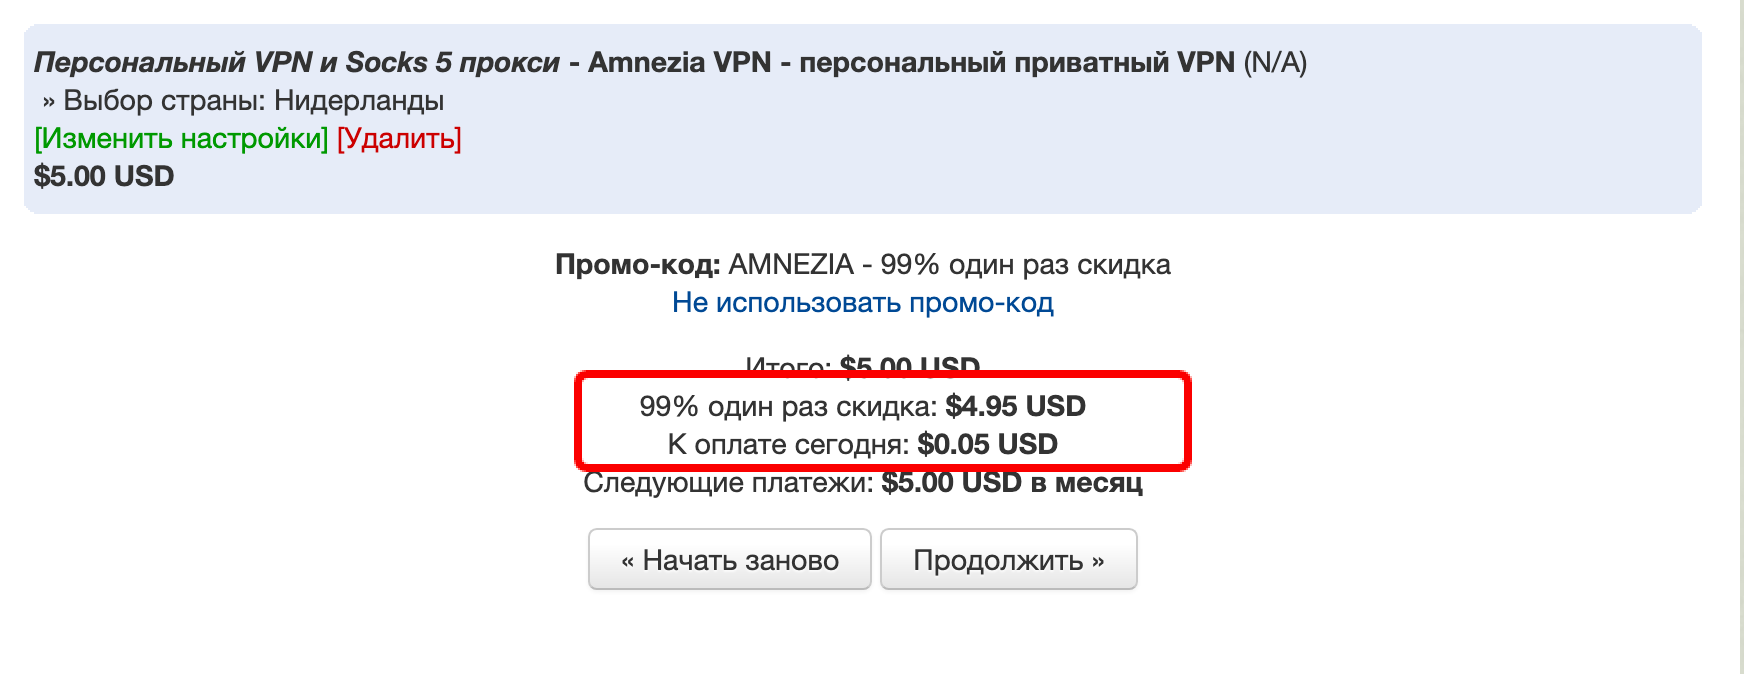 Персональный VPN и Socks 5 прокси - Amnezia VPN - персональный приватный VPN (N/A)
» Выбор страны: Нидерланды
[Изменить настройки] [Удалить]
$5.00 USD
Промо-код: AMNEZIA - 99% один раз скидка
Не использовать промо-код
Итого: $5.00 USD
99% один раз скидка: $4.95 USD
К оплате сегодня: $0.05 USD
Следующие платежи: $5.00 USD в месяц
« Начать заново Продолжить »